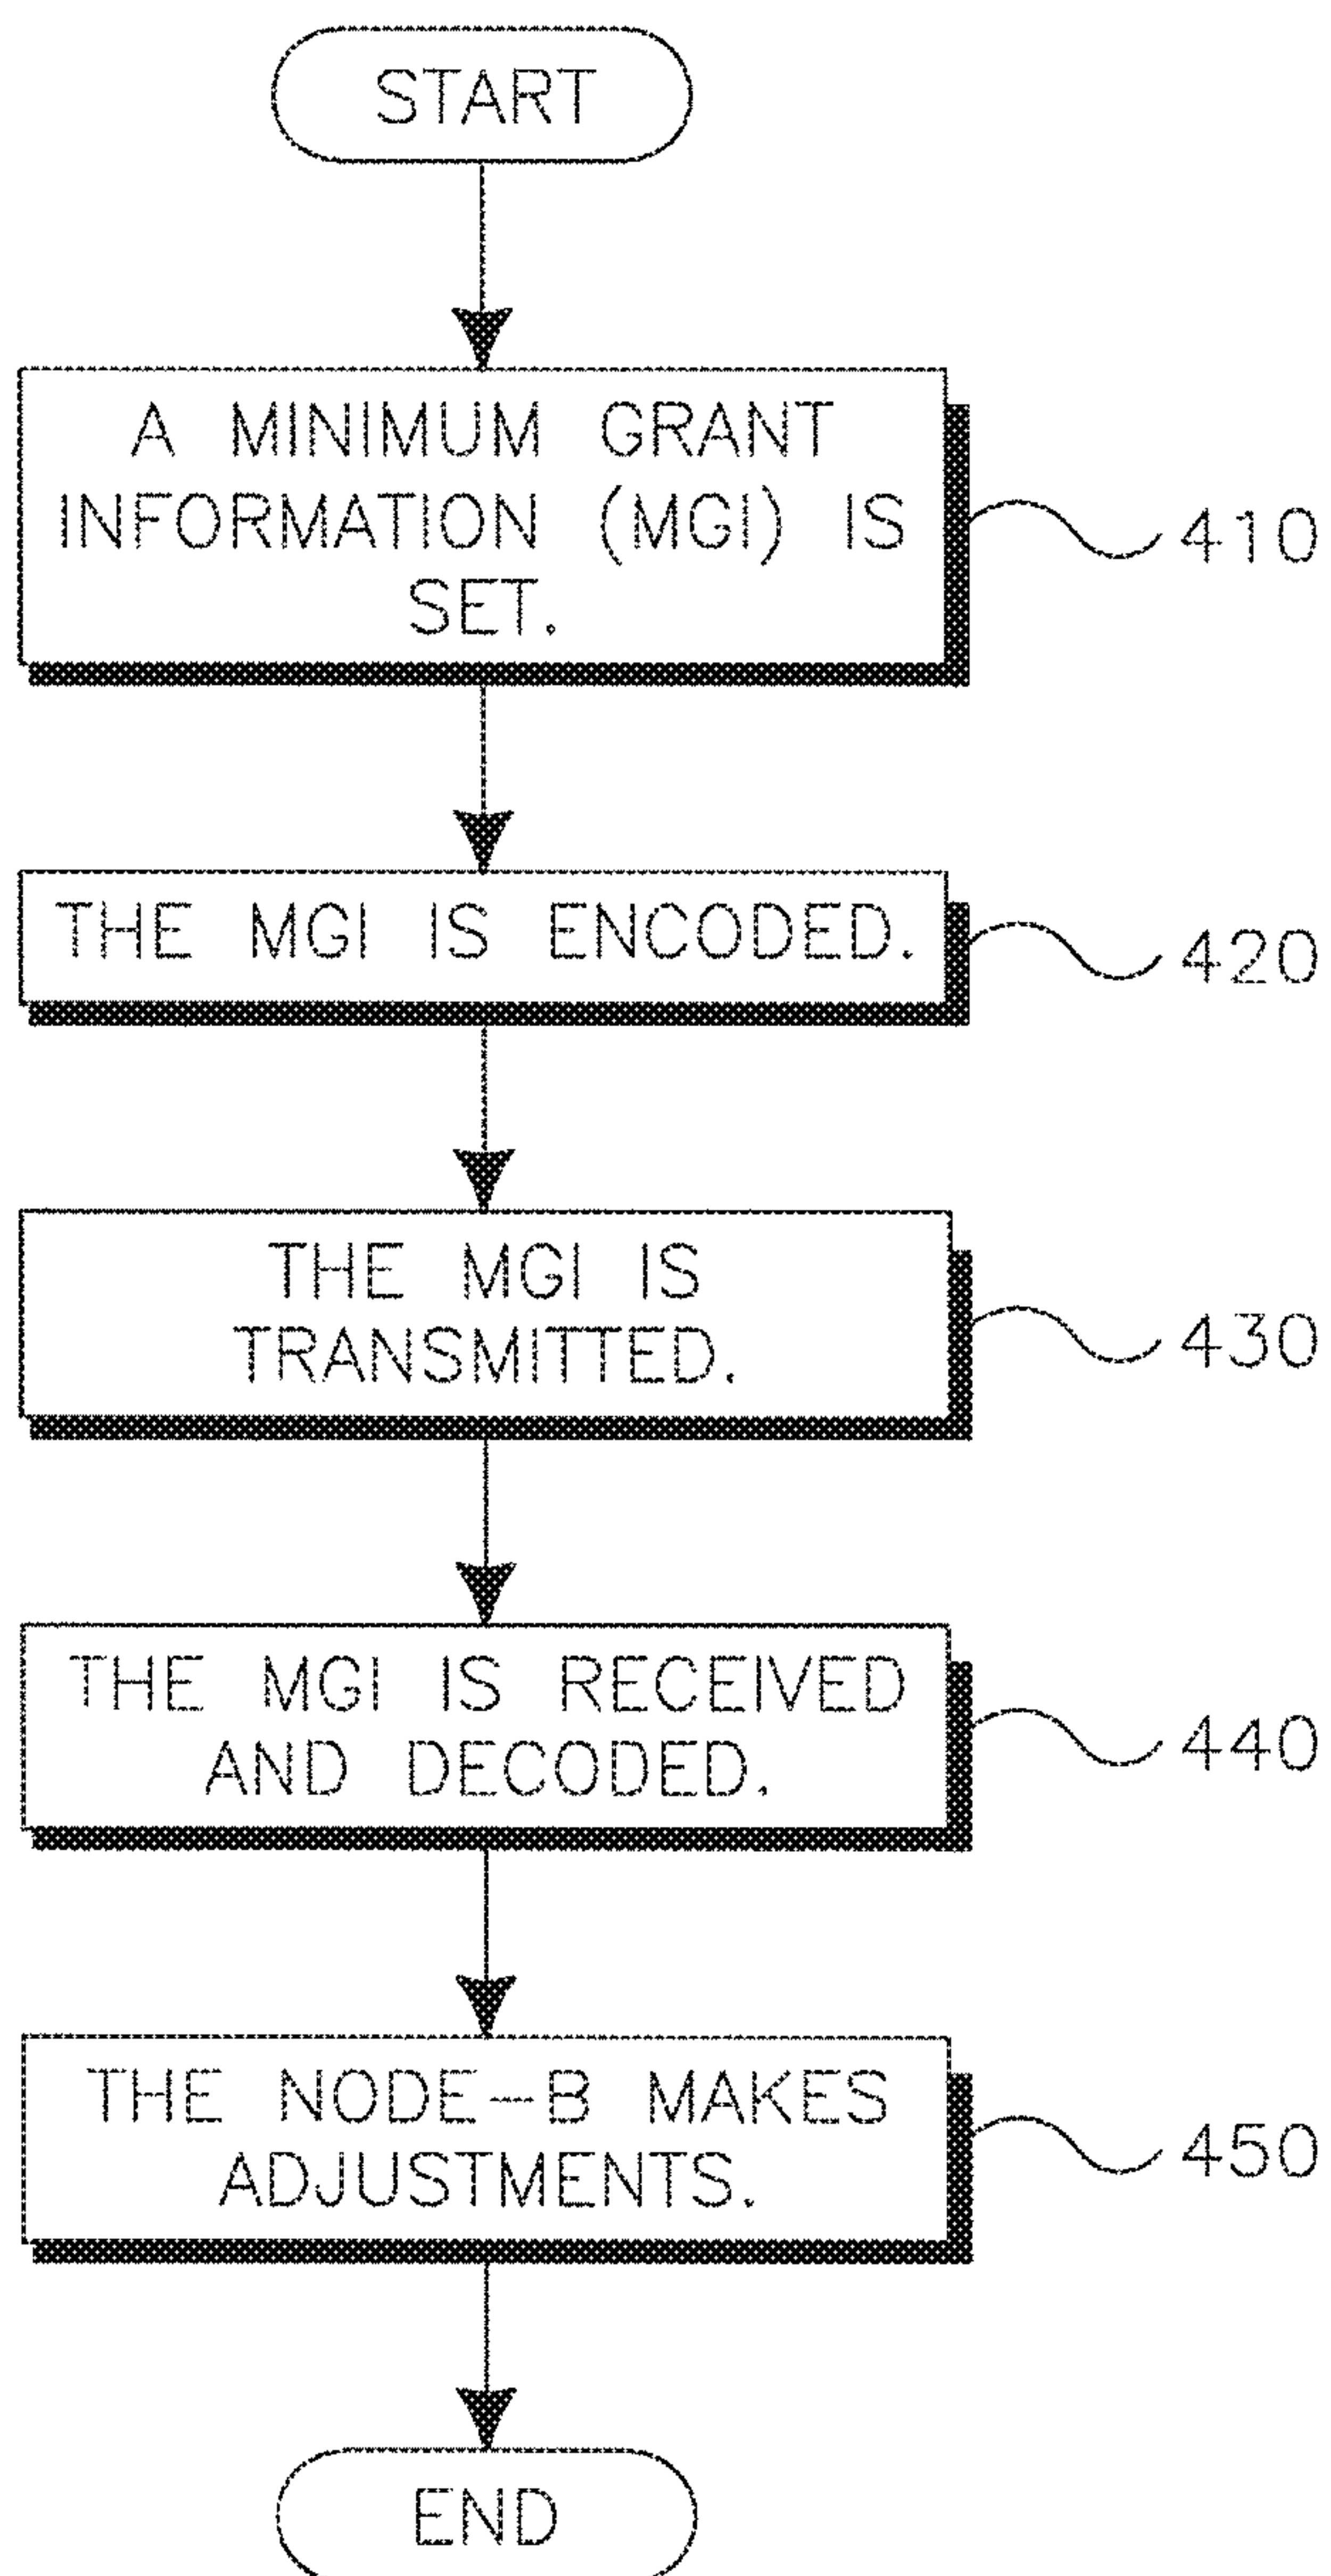 START
A MINIMUM GRANT
INFORMATION (MGI) IS
SET.
410
THE MGI IS ENCODED.
420
THE MGI IS
TRANSMITTED.
430
THE MGI IS RECEIVED
AND DECODED.
440
THE NODE-B MAKES
ADJUSTMENTS.
450
END